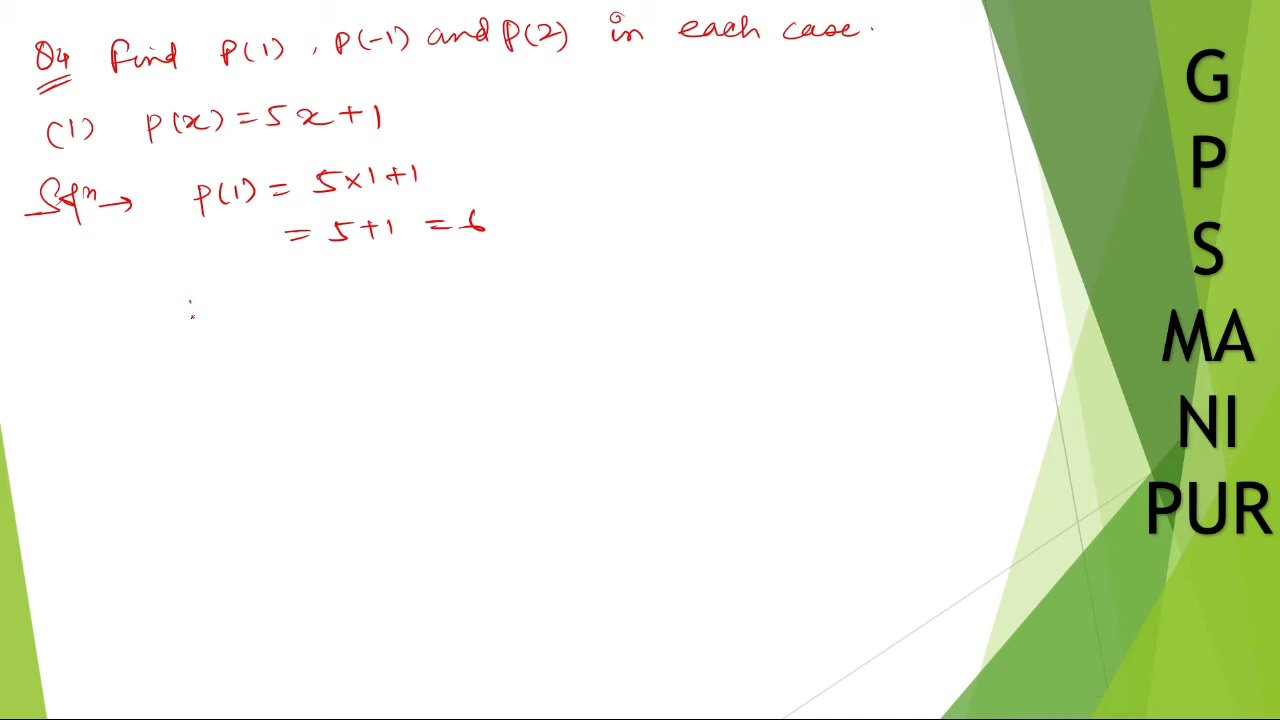 Q4 Find P(1), P(-1) and P(2) in each case.
(1) P(x) = 5x + 1
Solⁿ → P(1) = 5×1+1
= 5+1 = 6
G
P
S
MA
NI
PUR